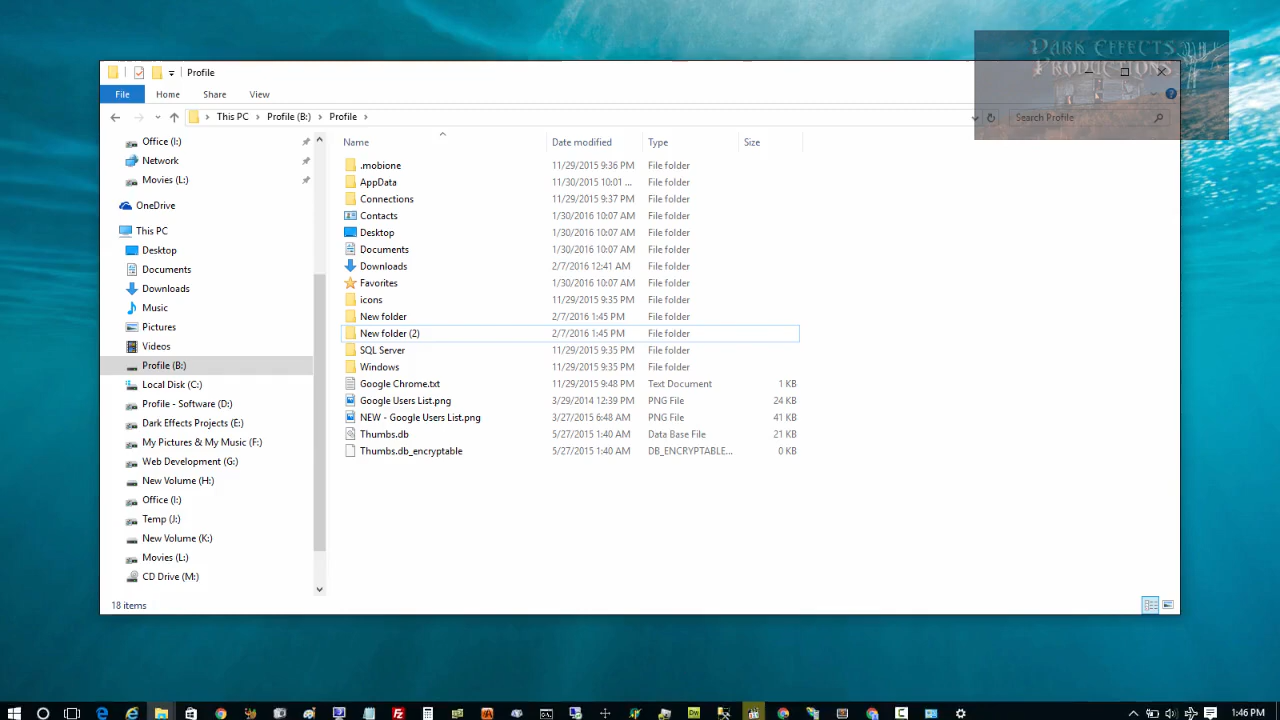 DARK EFFECTS
PRODUCTIONS
Profile
File Home Share View
This PC Profile (B:) Profile
Search Profile
Office (I:)
Network
Movies (L:)
OneDrive
This PC
Desktop
Documents
Downloads
Music
Pictures
Videos
Profile (B:)
Local Disk (C:)
Profile - Software (D:)
Dark Effects Projects (E:)
My Pictures & My Music (F:)
Web Development (G:)
New Volume (H:)
Office (I:)
Temp (J:)
New Volume (K:)
Movies (L:)
CD Drive (M:)
Name Date modified Type Size
.mobione 11/29/2015 9:36 PM File folder
AppData 11/30/2015 10:01 ... File folder
Connections 11/29/2015 9:37 PM File folder
Contacts 1/30/2016 10:07 AM File folder
Desktop 1/30/2016 10:07 AM File folder
Documents 1/30/2016 10:07 AM File folder
Downloads 2/7/2016 12:41 AM File folder
Favorites 1/30/2016 10:07 AM File folder
icons 11/29/2015 9:35 PM File folder
New folder 2/7/2016 1:45 PM File folder
New folder (2) 2/7/2016 1:45 PM File folder
SQL Server 11/29/2015 9:35 PM File folder
Windows 11/29/2015 9:35 PM File folder
Google Chrome.txt 11/29/2015 9:48 PM Text Document 1 KB
Google Users List.png 3/29/2014 12:39 PM PNG File 24 KB
NEW - Google Users List.png 3/27/2015 6:48 AM PNG File 41 KB
Thumbs.db 5/27/2015 1:40 AM Data Base File 21 KB
Thumbs.db_encryptable 5/27/2015 1:40 AM DB_ENCRYPTABLE... 0 KB
18 items
1:46 PM